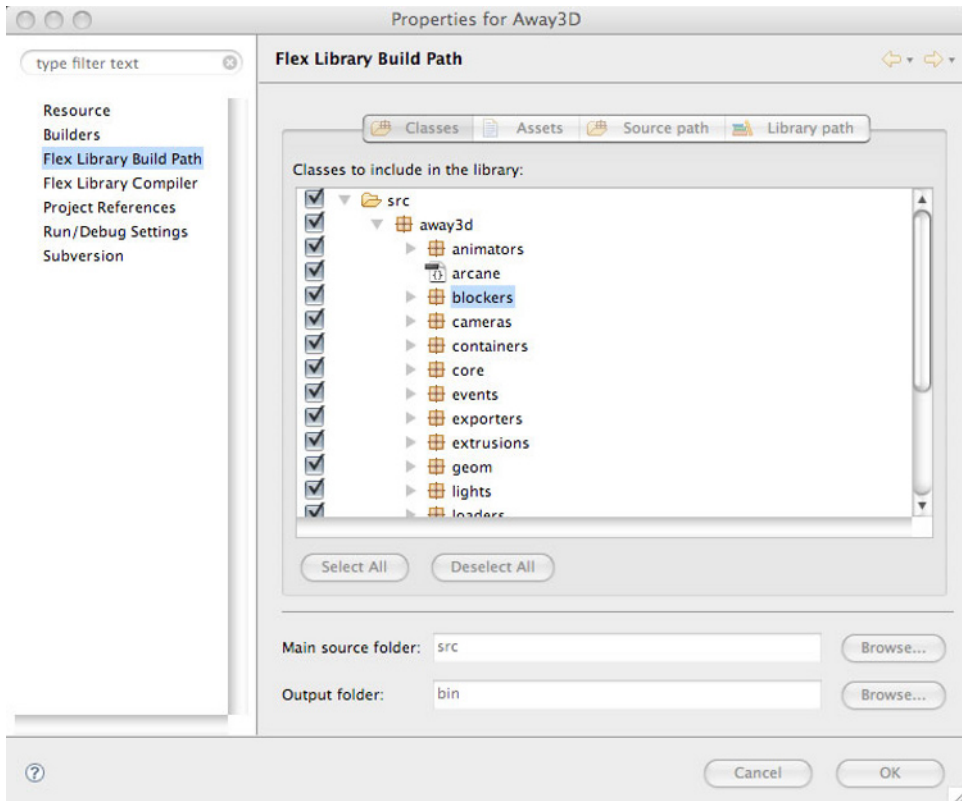 Properties for Away3D
type filter text
Resource
Builders
Flex Library Build Path
Flex Library Compiler
Project References
Run/Debug Settings
Subversion
Flex Library Build Path
Classes
Assets
Source path
Library path
Classes to include in the library:
src
away3d
animators
arcane
blockers
cameras
containers
core
events
exporters
extrusions
geom
lights
loaders
Select All
Deselect All
Main source folder: src
Browse...
Output folder: bin
Browse...
?
Cancel
OK